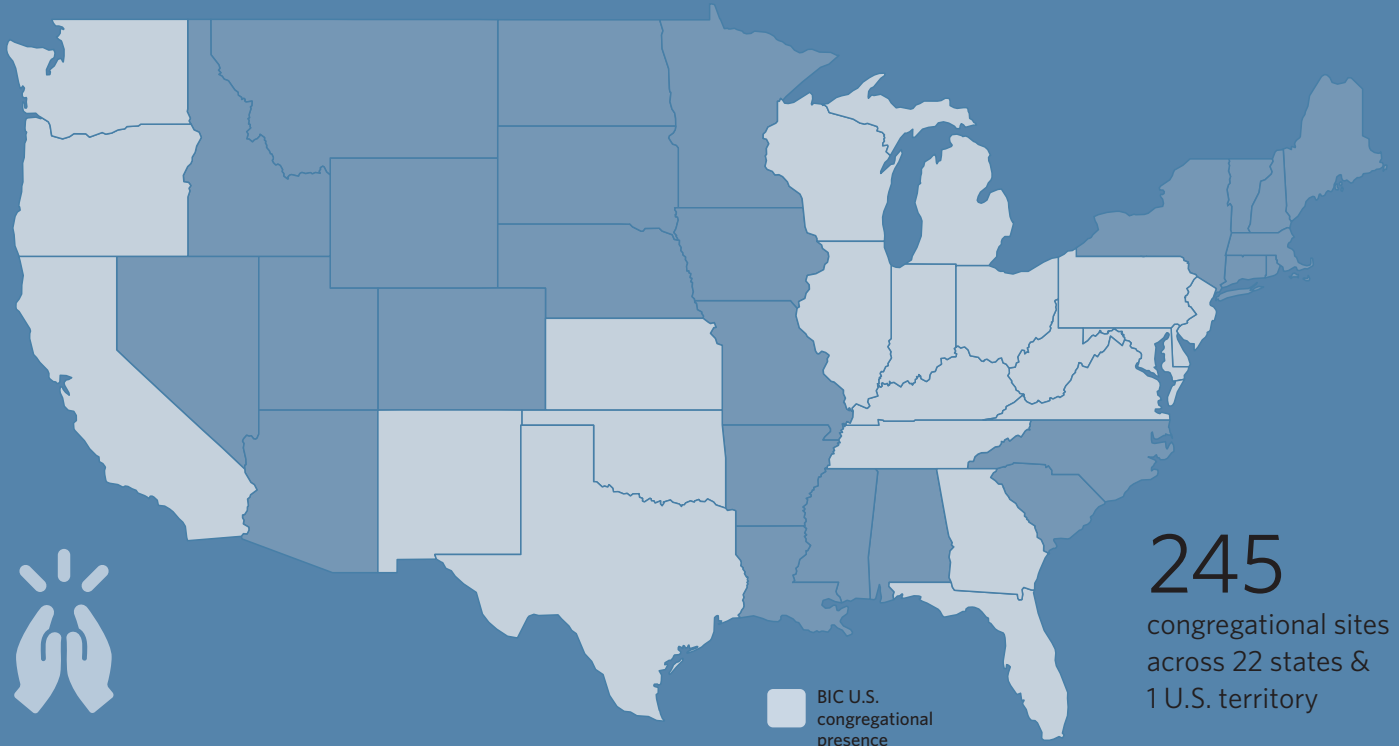 245
congregational sites
across 22 states &
1 U.S. territory
BIC U.S.
congregational
presence